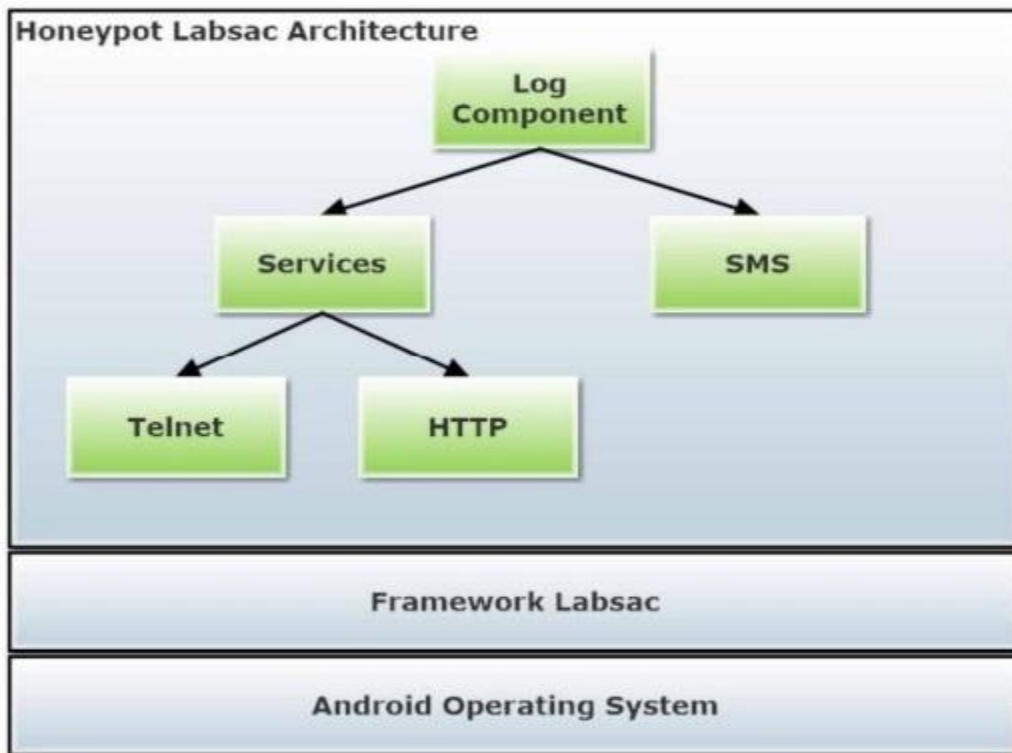 Honeypot Labsac Architecture
Log
Component
Services
SMS
Telnet
HTTP
Framework Labsac
Android Operating System